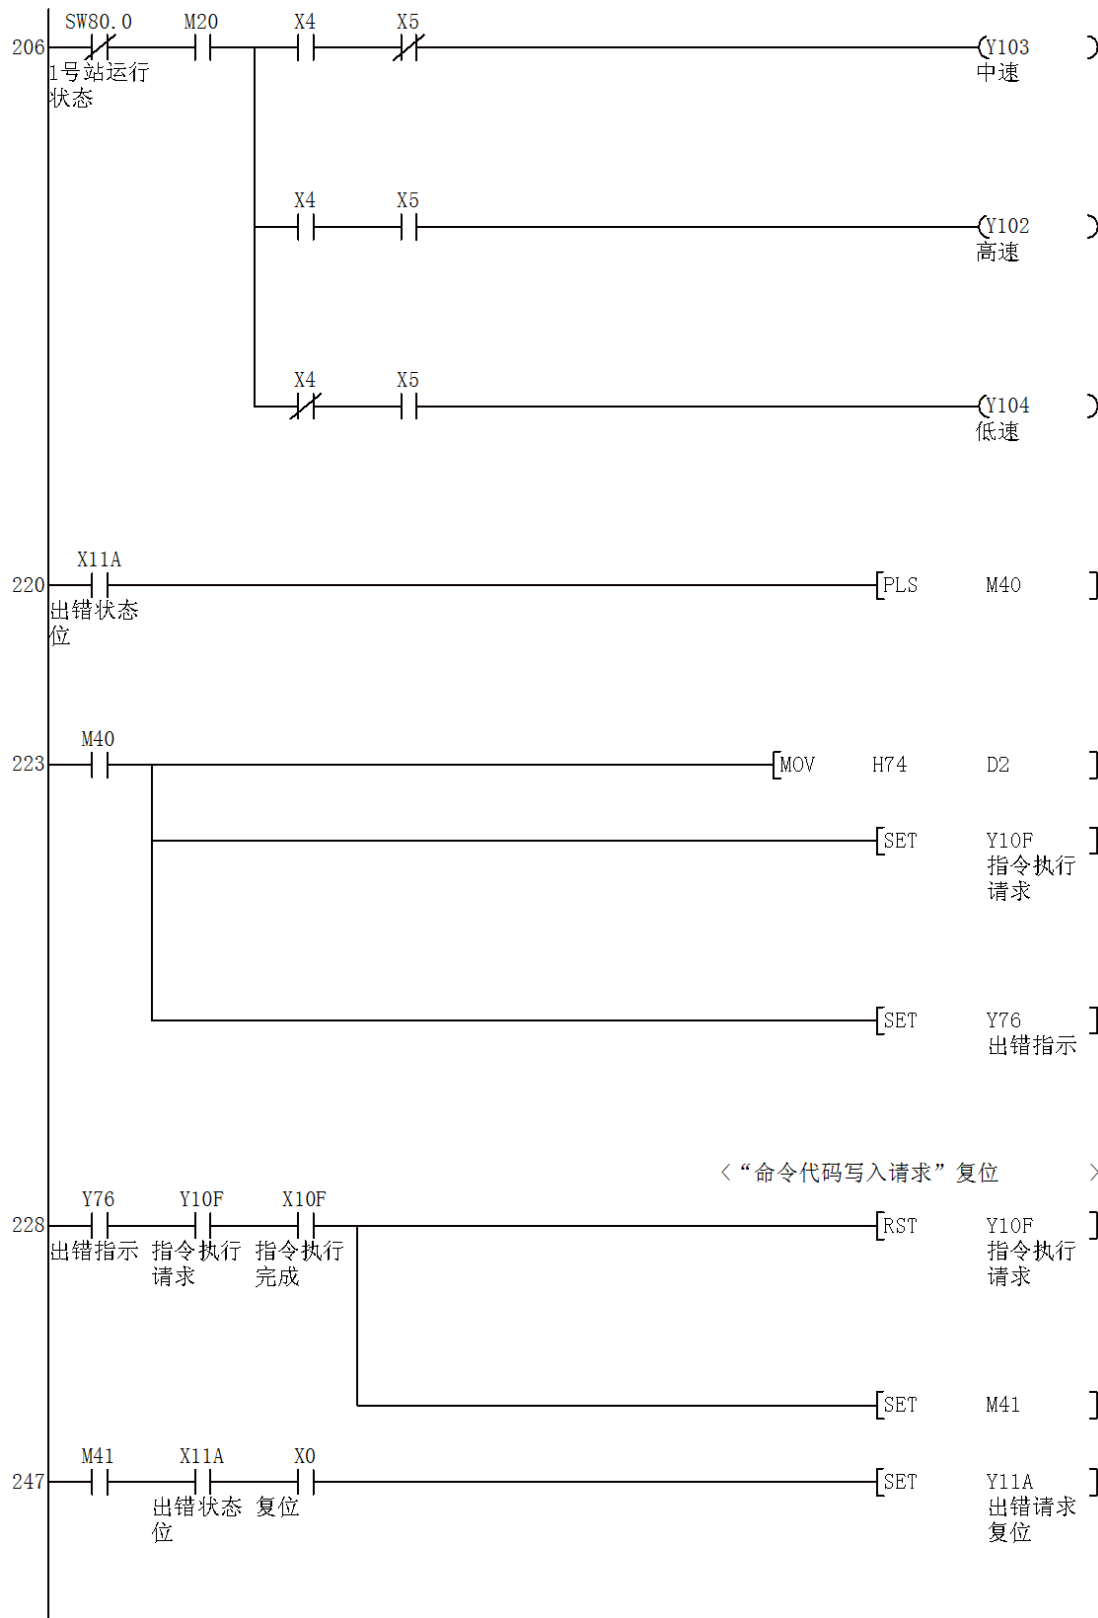 SW80.0 M20 X4 X5
206 Y103
1号站运行 中速
状态
X4 X5
Y102
高速
X4 X5
Y104
低速
X11A
220 PLS M40
出错状态
位
M40
223 MOV H74 D2
SET Y10F
指令执行
请求
SET Y76
出错指示
<“命令代码写入请求”复位 >
Y76 Y10F X10F
228 RST Y10F
出错指示 指令执行 指令执行 指令执行
请求 完成 请求
SET M41
M41 X11A X0
247 SET Y11A
出错状态 复位 出错请求
位 复位